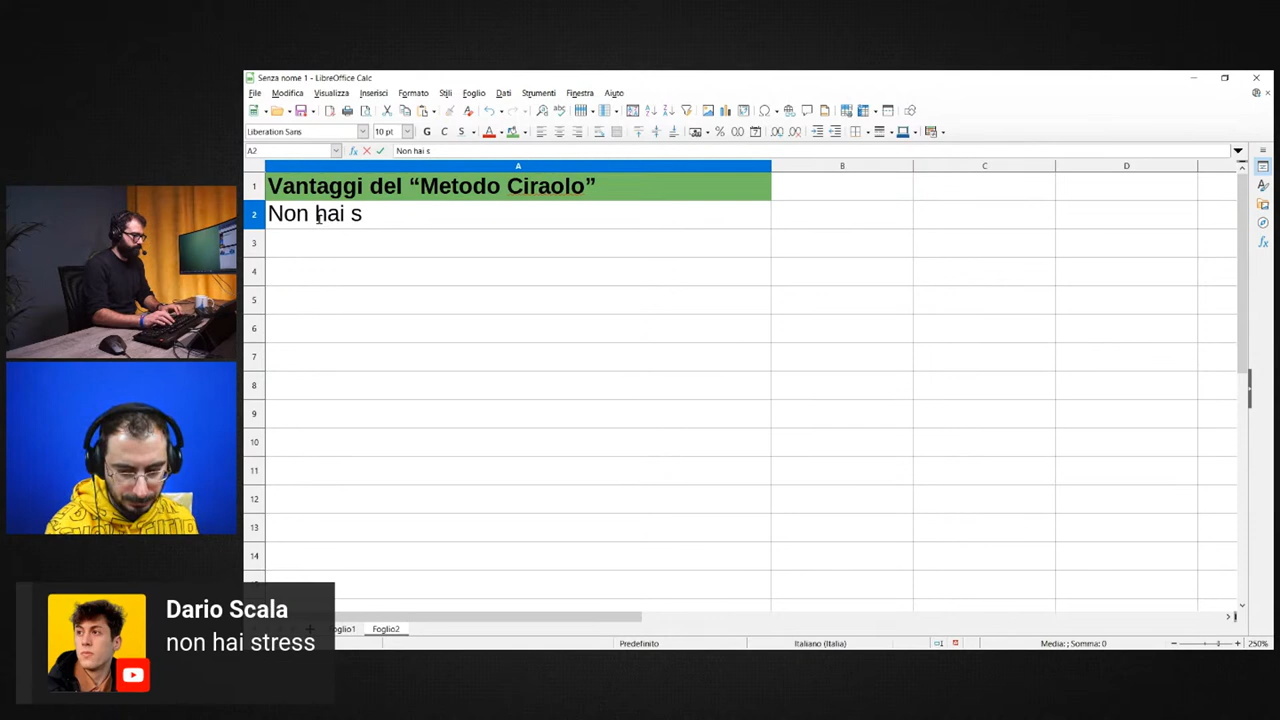 Senza nome 1 - LibreOffice Calc
File Modifica Visualizza Inserisci Formato Stili Foglio Dati Strumenti Finestra Aiuto
Liberation Sans 10 pt G C S
A2 Non hai s
A B C D
1 Vantaggi del “Metodo Ciraolo”
2 Non hai s
3
4
5
6
7
8
9
10
11
12
13
14
Foglio1 Foglio2
Predefinito Italiano (Italia) Media: ; Somma: 0 250%
Dario Scala
non hai stress